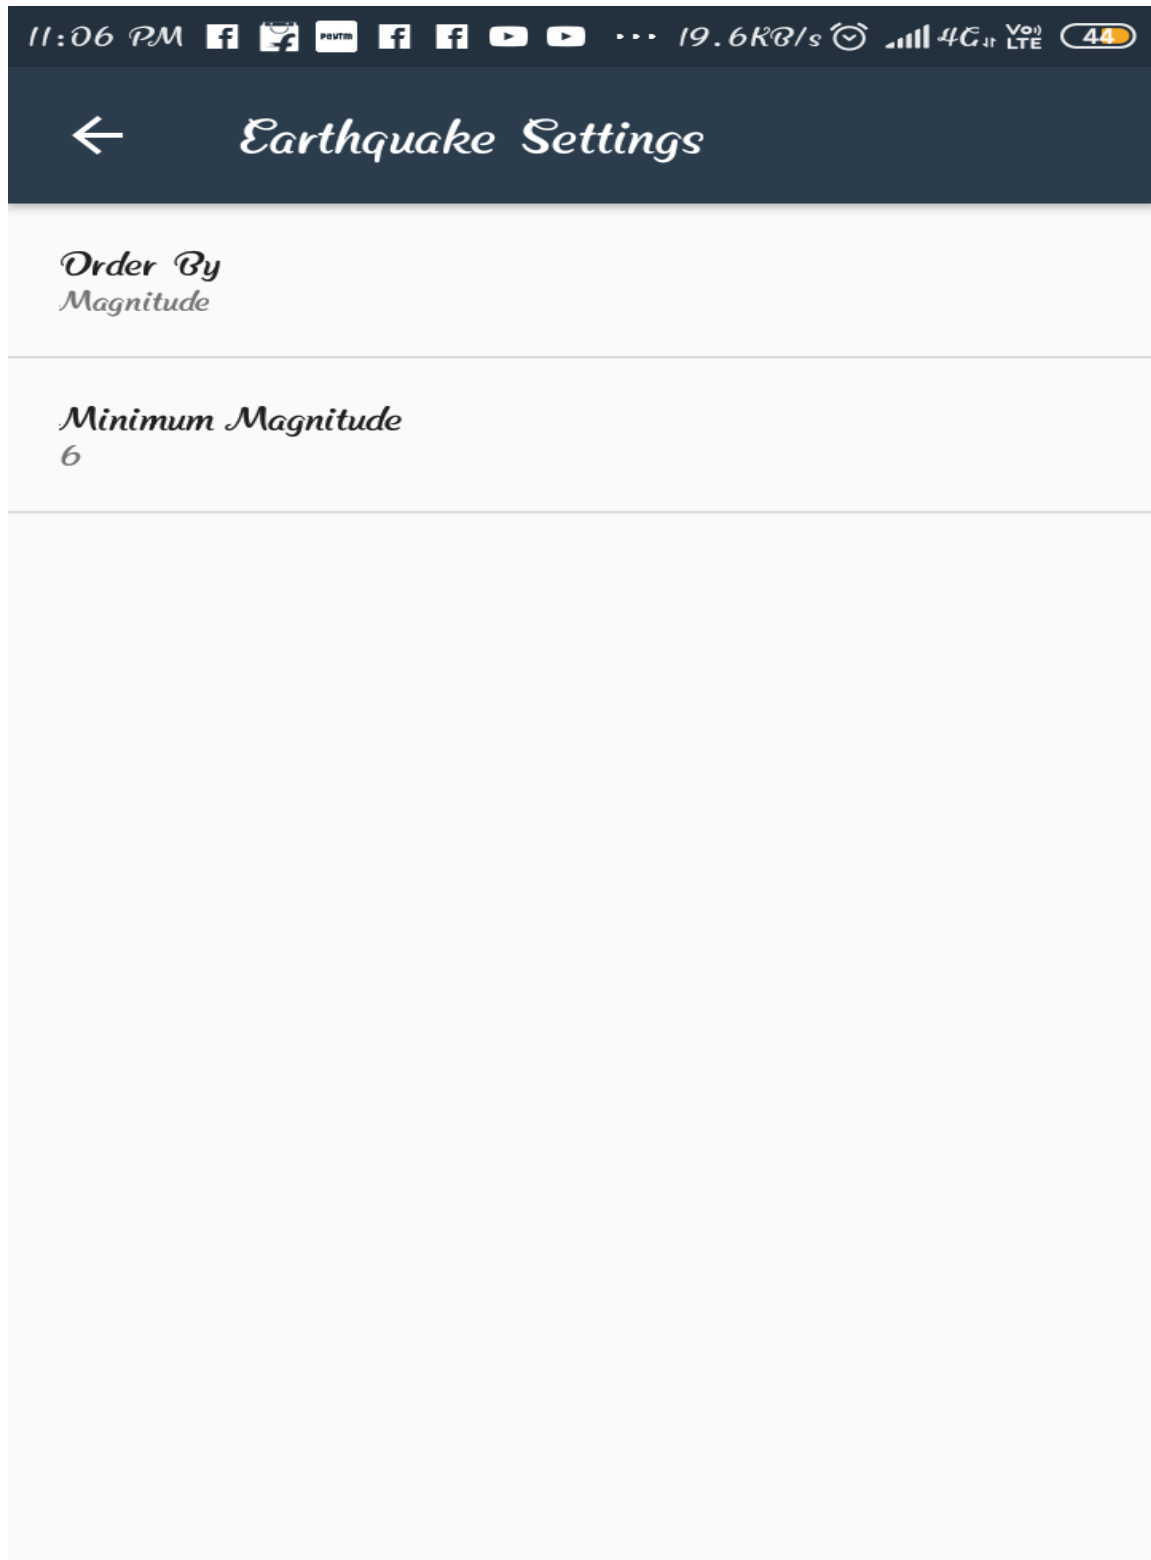 11:06 PM Paytm ... 19.6KB/s 4G VoLTE 44
Earthquake Settings
Order By
Magnitude
Minimum Magnitude
6